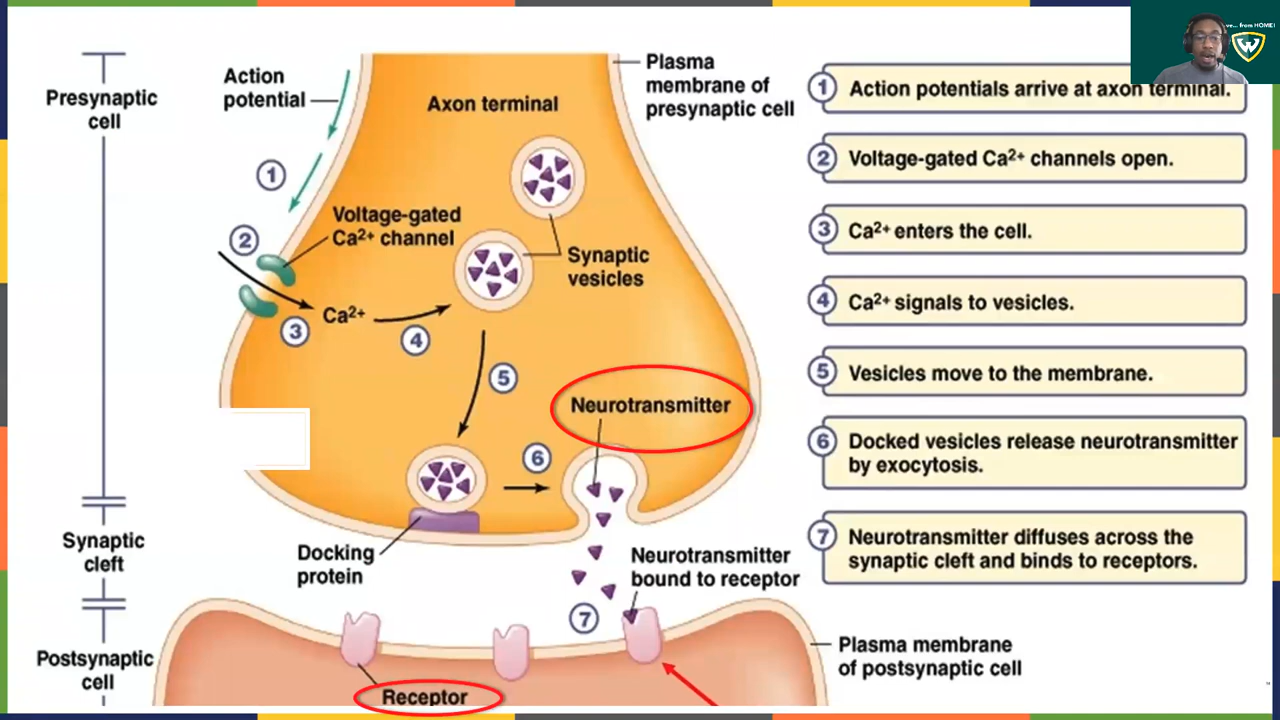 Presynaptic
cell
Synaptic
cleft
Postsynaptic
cell
Action
potential
Axon terminal
Plasma
membrane of
presynaptic cell
1
2
Voltage-gated
Ca²⁺ channel
3
Ca²⁺
4
Synaptic
vesicles
5
Neurotransmitter
6
Docking
protein
Neurotransmitter
bound to receptor
7
Receptor
Plasma membrane
of postsynaptic cell
from HOME!
W
1 Action potentials arrive at axon terminal.
2 Voltage-gated Ca²⁺ channels open.
3 Ca²⁺ enters the cell.
4 Ca²⁺ signals to vesicles.
5 Vesicles move to the membrane.
6 Docked vesicles release neurotransmitter
by exocytosis.
7 Neurotransmitter diffuses across the
synaptic cleft and binds to receptors.